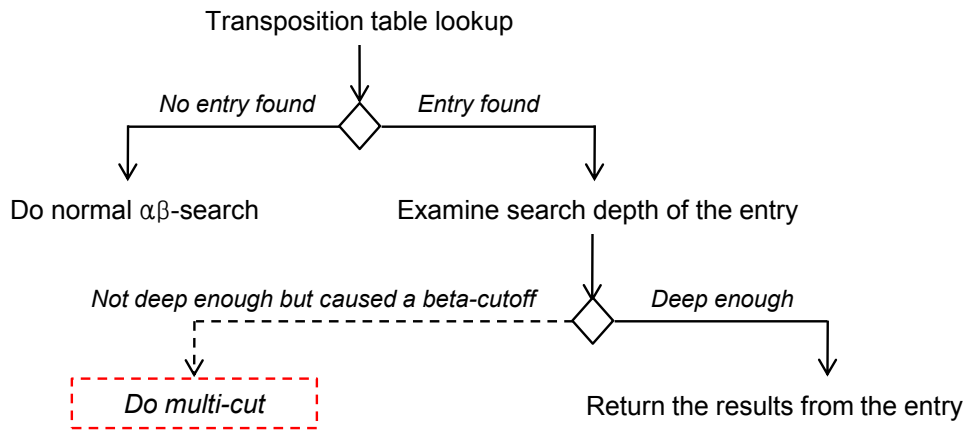 Transposition table lookup
No entry found
Entry found
Do normal αβ-search
Examine search depth of the entry
Not deep enough but caused a beta-cutoff
Deep enough
Do multi-cut
Return the results from the entry